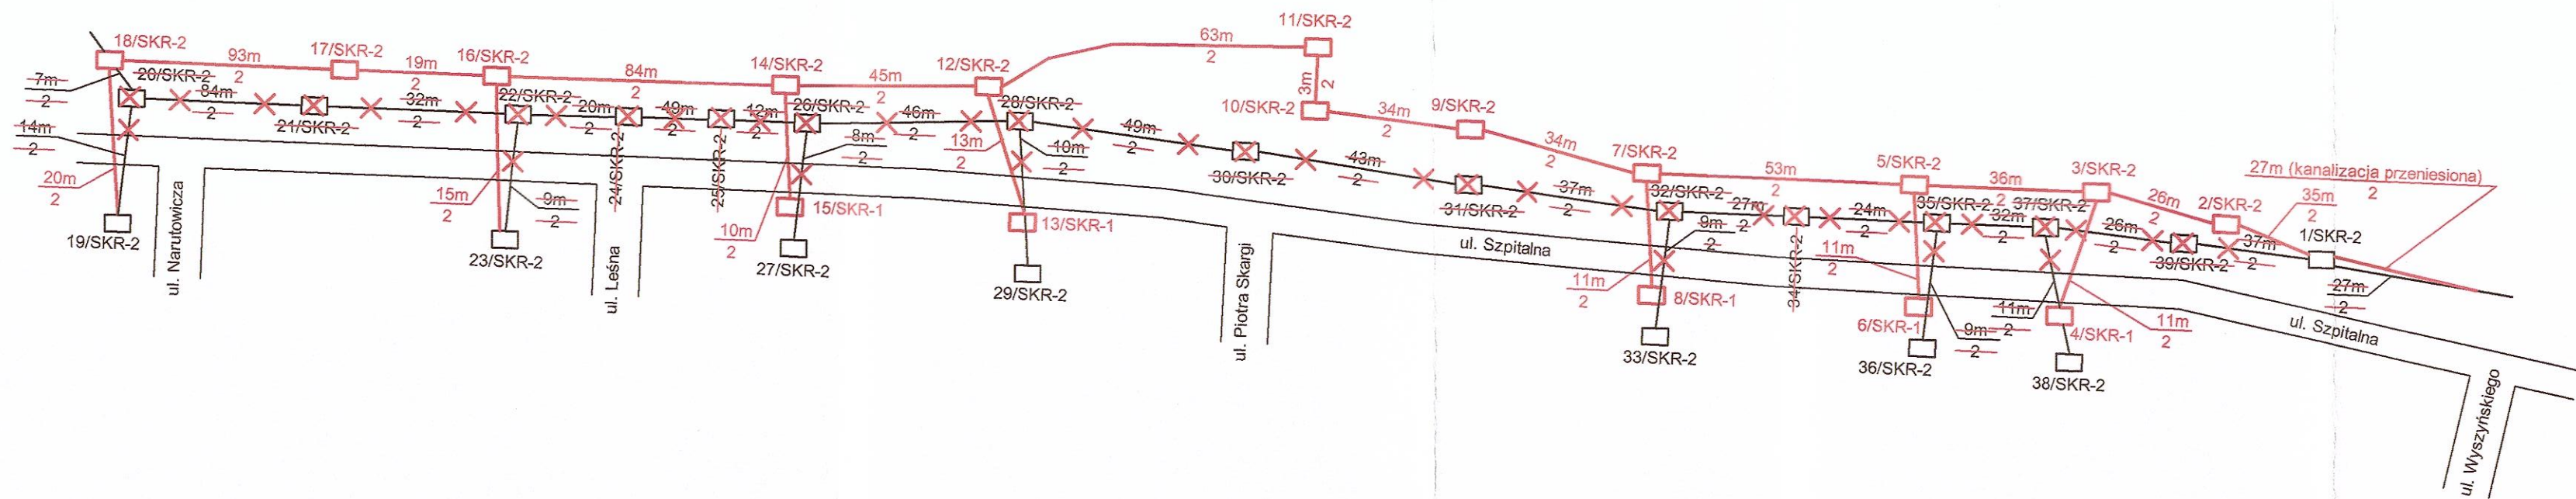 11/SKR-2
63m
2
3m
2
18/SKR-2
93m
2
17/SKR-2
19m
2
16/SKR-2
84m
2
14/SKR-2
45m
2
12/SKR-2
10/SKR-2
34m
2
9/SKR-2
34m
2
7/SKR-2
53m
2
5/SKR-2
36m
2
3/SKR-2
26m
2
2/SKR-2
35m
2
27m (kanalizacja przeniesiona)
2
1/SKR-2
7m
2
20/SKR-2
84m
2
21/SKR-2
32m
2
22/SKR-2
20m
2
24/SKR-2
49m
2
25/SKR-2
12m
2
26/SKR-2
46m
2
28/SKR-2
49m
2
30/SKR-2
43m
2
31/SKR-2
37m
2
32/SKR-2
27m
2
34/SKR-2
24m
2
35/SKR-2
32m
2
37/SKR-2
26m
2
39/SKR-2
37m
2
27m
2
14m
2
20m
2
19/SKR-2
ul. Narutowicza
15m
2
9m
2
23/SKR-2
ul. Leśna
10m
2
8m
2
15/SKR-1
27/SKR-2
13m
2
10m
2
13/SKR-1
29/SKR-2
ul. Piotra Skargi
ul. Szpitalna
11m
2
9m
2
8/SKR-1
33/SKR-2
11m
2
6/SKR-1
9m
2
36/SKR-2
11m
2
4/SKR-1
11m
2
38/SKR-2
ul. Szpitalna
ul. Wyszyńskiego